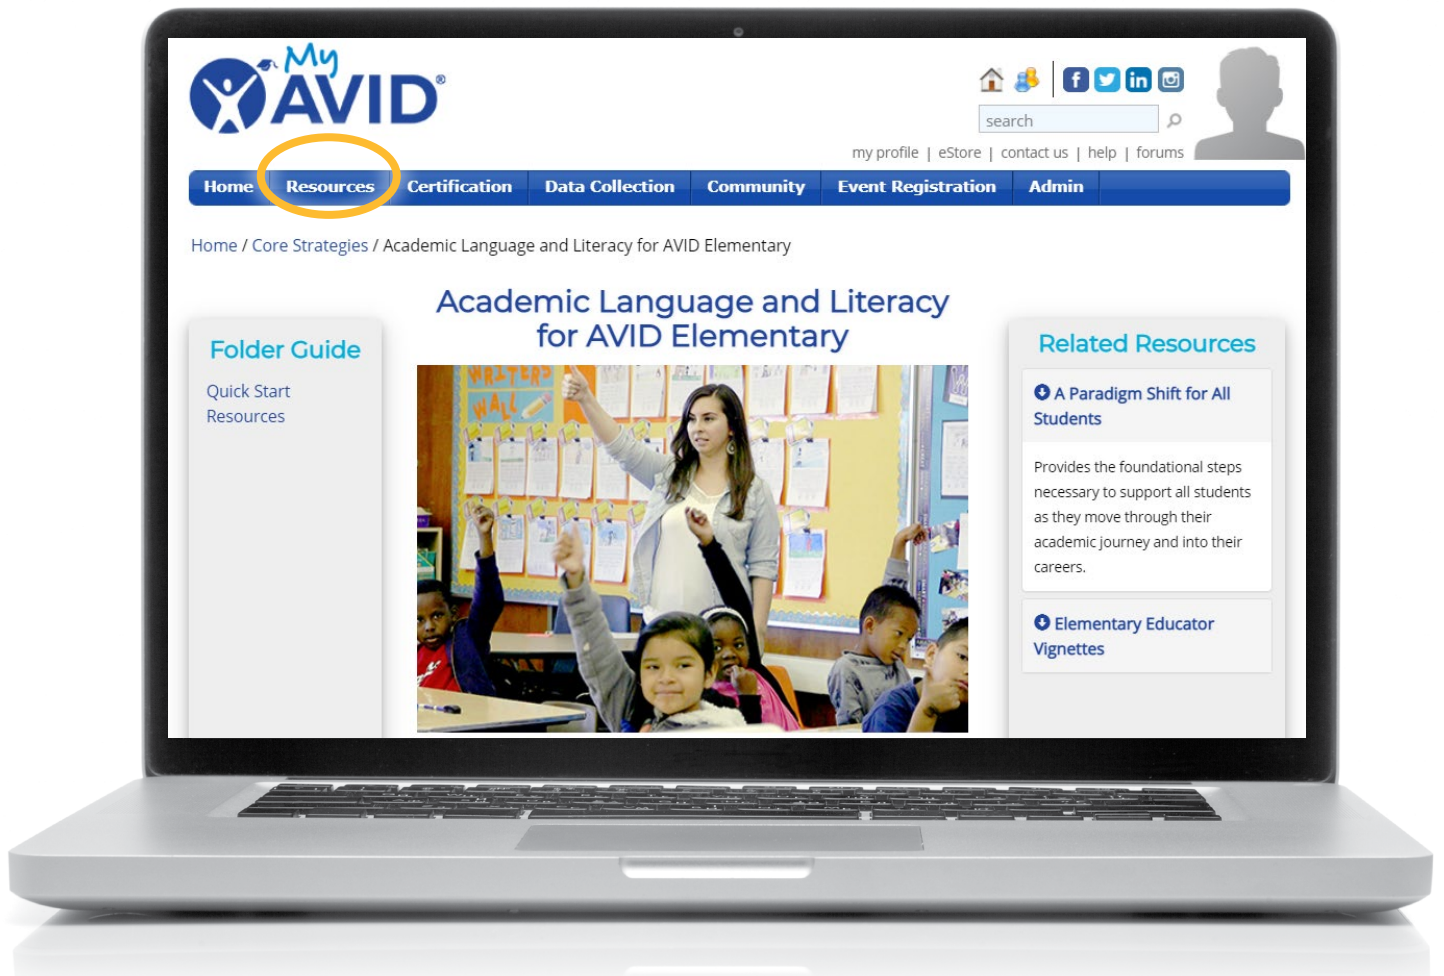 My
AVID®
search
my profile | eStore | contact us | help | forums
Home Resources Certification Data Collection Community Event Registration Admin
Home / Core Strategies / Academic Language and Literacy for AVID Elementary
Academic Language and Literacy
for AVID Elementary
Folder Guide
Quick Start
Resources
WRITERS
WALL
Related Resources
A Paradigm Shift for All
Students
Provides the foundational steps
necessary to support all students
as they move through their
academic journey and into their
careers.
Elementary Educator
Vignettes